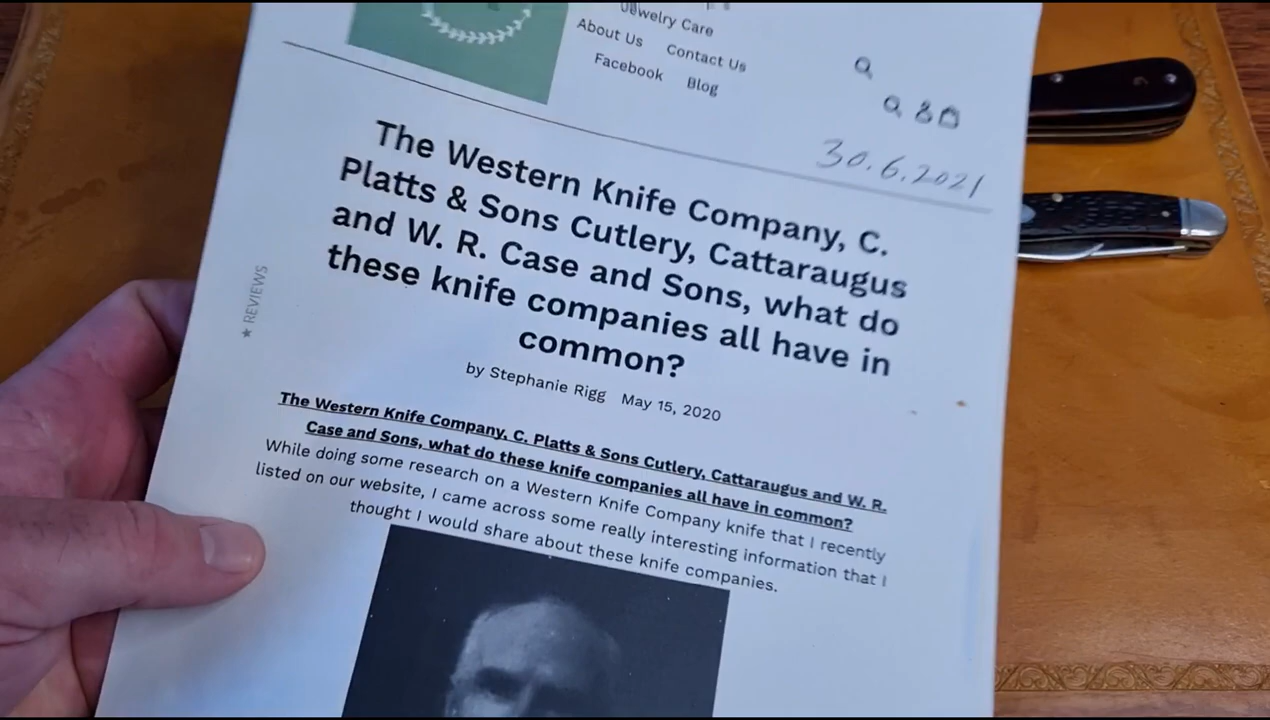 Jewelry Care
About Us Contact Us
Facebook Blog
30.6.2021
The Western Knife Company, C.
Platts & Sons Cutlery, Cattaraugus
and W. R. Case and Sons, what do
these knife companies all have in
common?
by Stephanie Rigg May 15, 2020
★ REVIEWS
The Western Knife Company, C. Platts & Sons Cutlery, Cattaraugus and W. R.
Case and Sons, what do these knife companies all have in common?
While doing some research on a Western Knife Company knife that I recently
listed on our website, I came across some really interesting information that I
thought I would share about these knife companies.